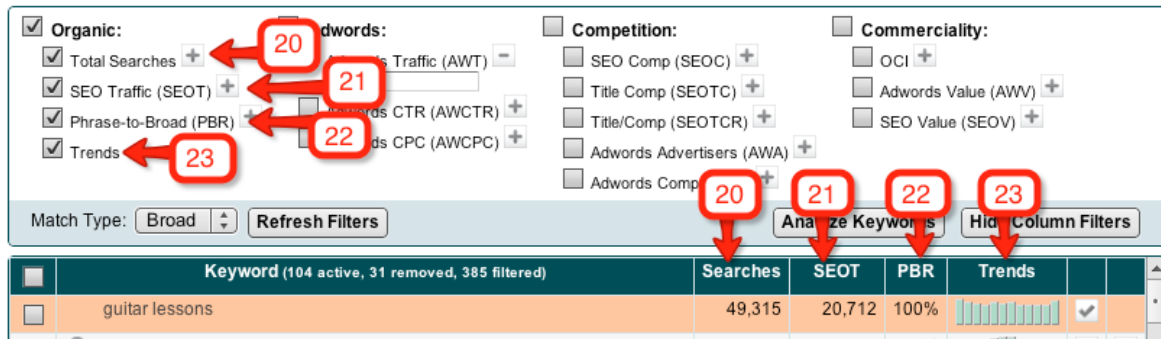 Organic: dwords: Competition: Commerciality:
Total Searches + 20 s Traffic (AWT) − SEO Comp (SEOC) + OCI +
SEO Traffic (SEOT) + 21 Title Comp (SEOTC) + Adwords Value (AWV) +
Phrase-to-Broad (PBR) 22 words CTR (AWCTR) + Title/Comp (SEOTCR) + SEO Value (SEOV) +
Trends 23 ds CPC (AWCPC) + Adwords Advertisers (AWA) +
Adwords Comp +
20 21 22 23
Match Type: Broad Refresh Filters Analyze Keywords Hide Column Filters
Keyword (104 active, 31 removed, 385 filtered) Searches SEOT PBR Trends
guitar lessons 49,315 20,712 100%